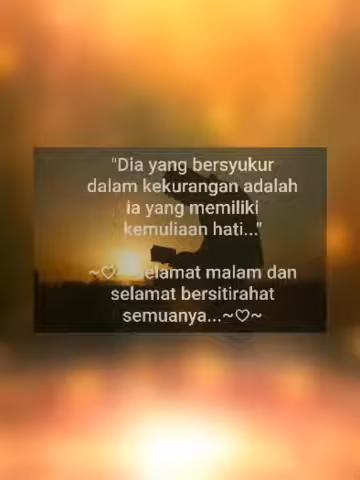 "Dia yang bersyukur
dalam kekurangan adalah
ia yang memiliki
kemuliaan hati..."
~♡~ Selamat malam dan
selamat bersitirahat
semuanya...~♡~